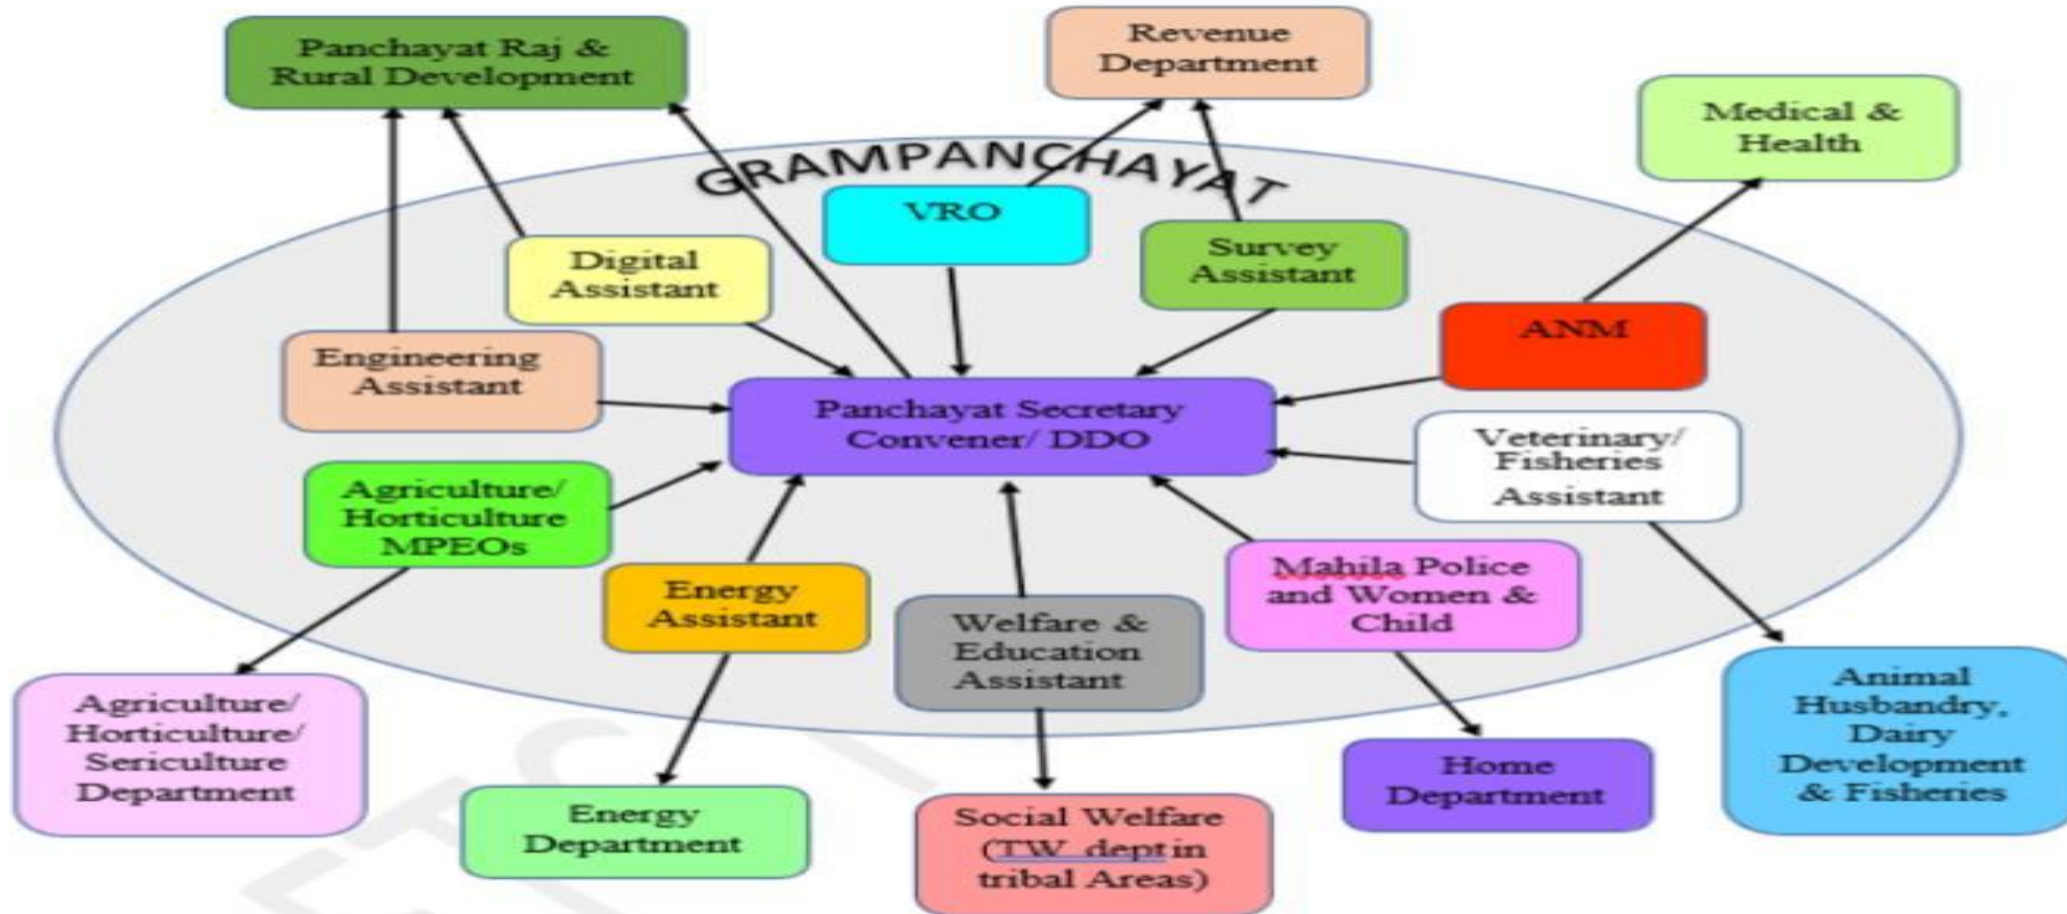 Panchayat Raj &
Rural Development
Revenue
Department
Medical &
Health
GRAMPANCHAYAT
VRO
Survey
Assistant
Digital
Assistant
ANM
Engineering
Assistant
Panchayat Secretary
Convener/ DDO
Veterinary/
Fisheries
Assistant
Agriculture/
Horticulture
MPEOs
Energy
Assistant
Welfare &
Education
Assistant
Mahila Police
and Women &
Child
Agriculture/
Horticulture/
Sericulture
Department
Energy
Department
Social Welfare
(TW dept in
tribal Areas)
Home
Department
Animal
Husbandry,
Dairy
Development
& Fisheries